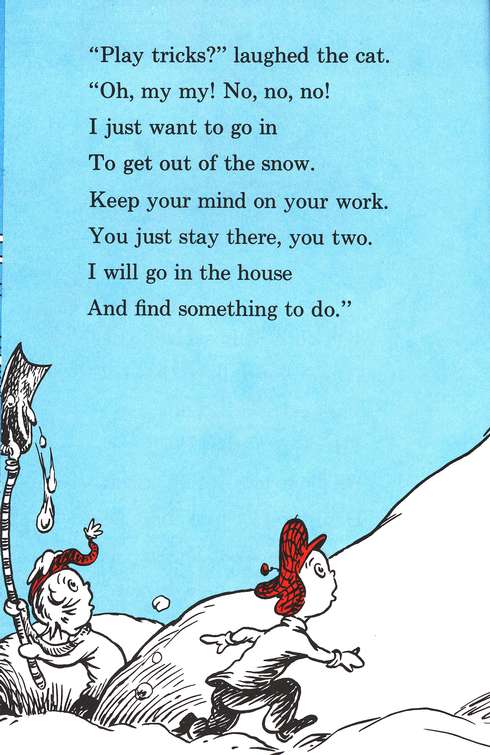 “Play tricks?” laughed the cat.
“Oh, my my! No, no, no!
I just want to go in
To get out of the snow.
Keep your mind on your work.
You just stay there, you two.
I will go in the house
And find something to do.”